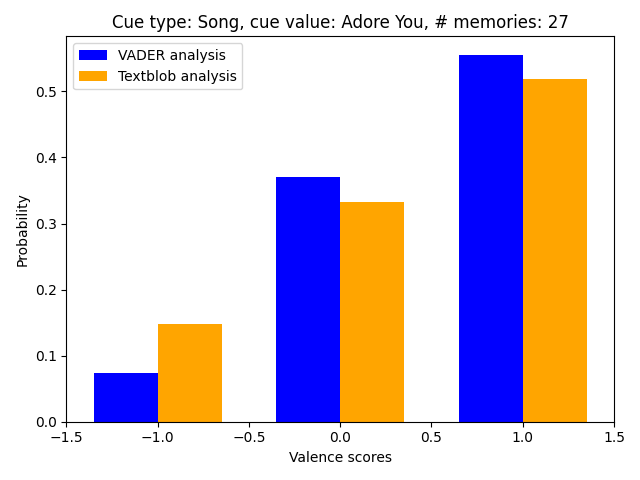 Cue type: Song, cue value: Adore You, # memories: 27
VADER analysis
Textblob analysis
Probability
0.5
0.4
0.3
0.2
0.1
0.0
−1.5 −1.0 −0.5 0.0 0.5 1.0 1.5
Valence scores